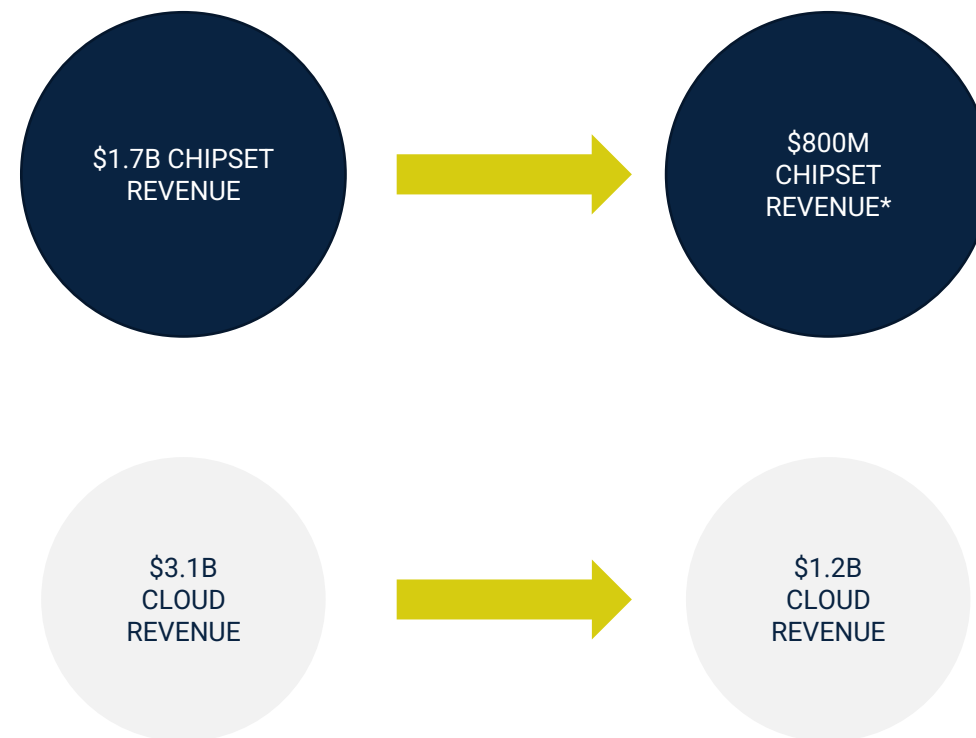 $1.7B CHIPSET
REVENUE
$800M
CHIPSET
REVENUE*
$3.1B
CLOUD
REVENUE
$1.2B
CLOUD
REVENUE